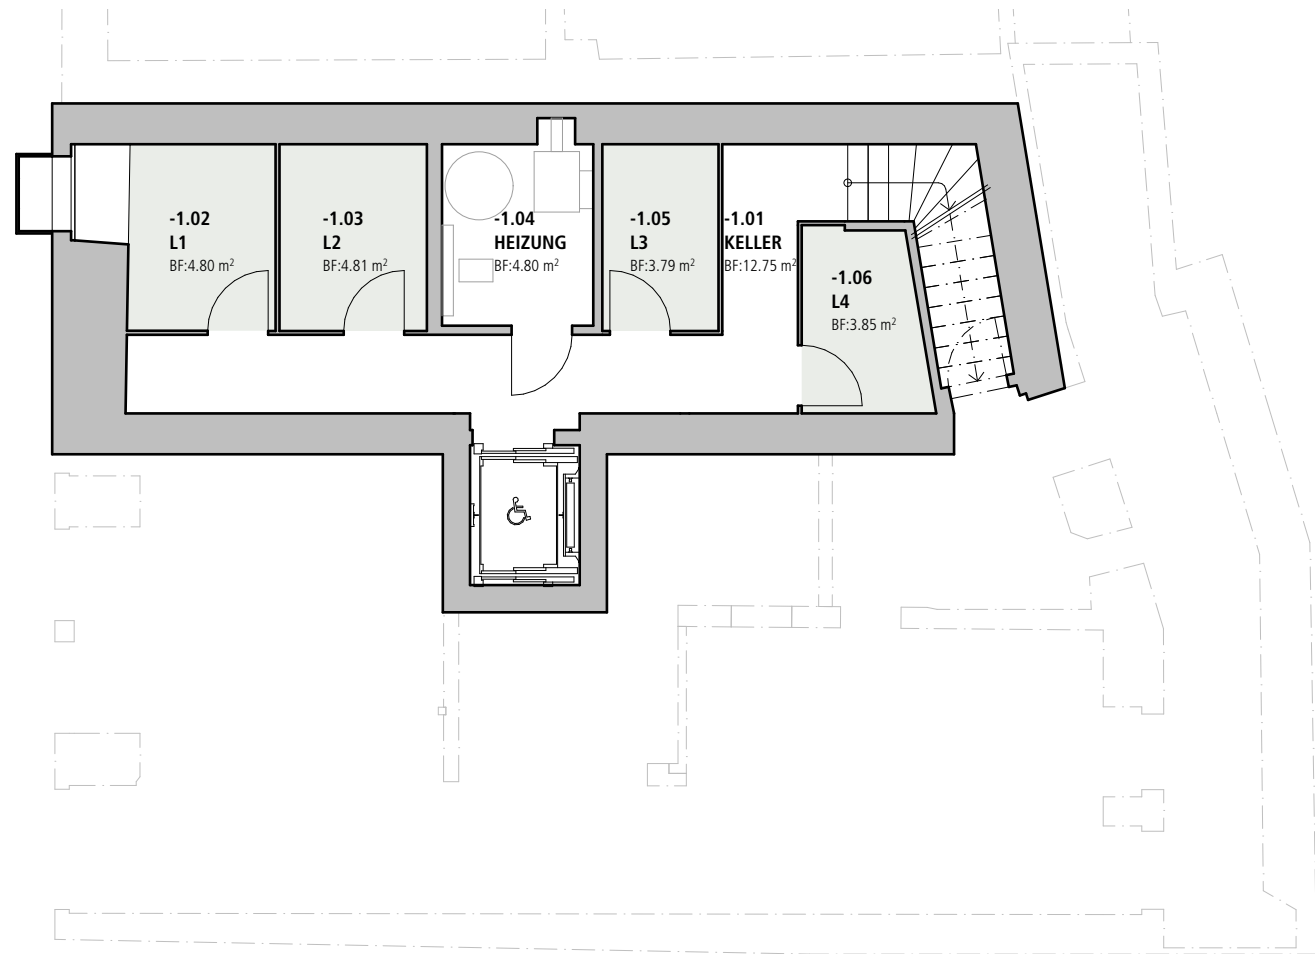 -1.02
L1
BF:4.80 m²
-1.03
L2
BF:4.81 m²
-1.04
HEIZUNG
BF:4.80 m²
-1.05
L3
BF:3.79 m²
-1.01
KELLER
BF:12.75 m²
-1.06
L4
BF:3.85 m²